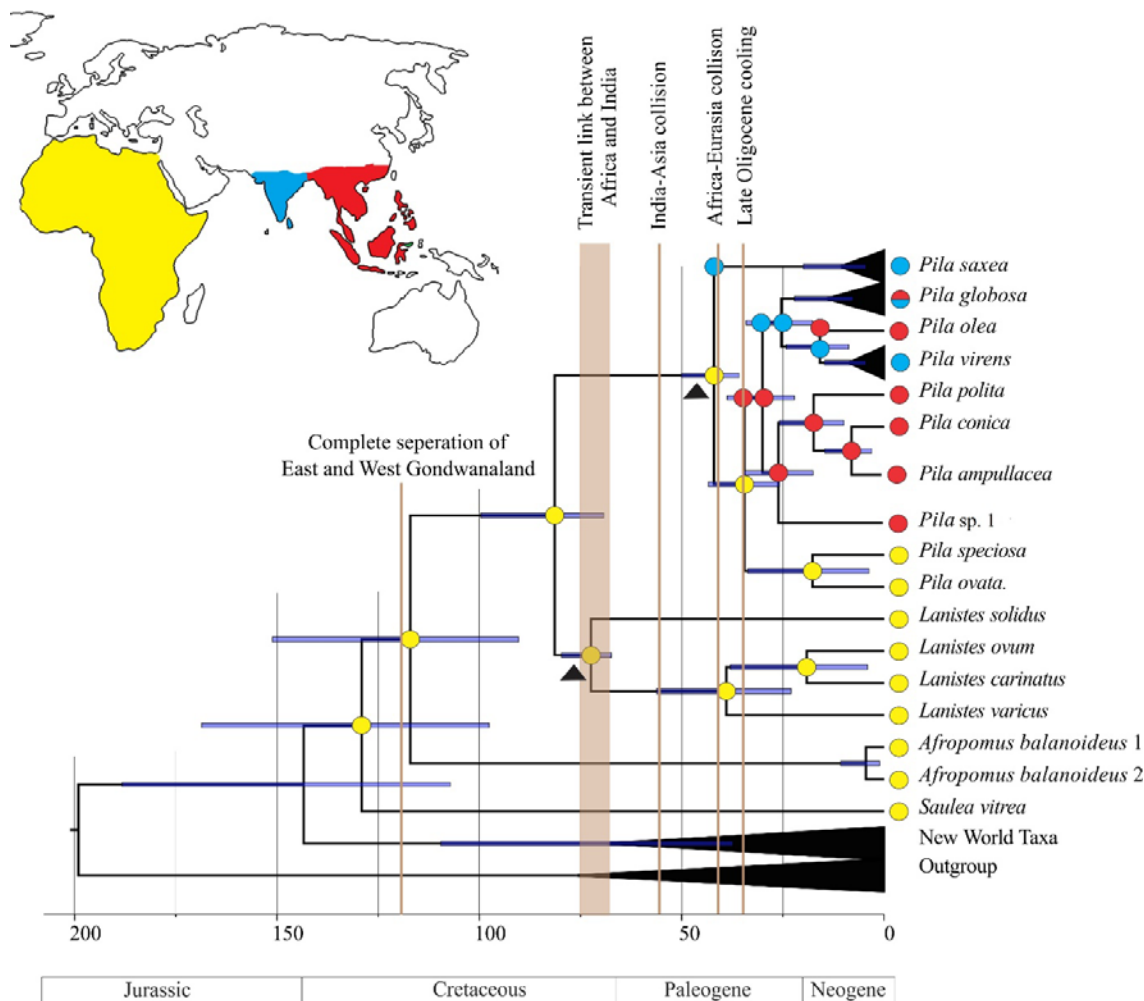 Transient link between
Africa and India
India-Asia collision
Africa-Eurasia collison
Late Oligocene cooling
Complete seperation of
East and West Gondwanaland
Pila saxea
Pila globosa
Pila olea
Pila virens
Pila polita
Pila conica
Pila ampullacea
Pila sp. 1
Pila speciosa
Pila ovata.
Lanistes solidus
Lanistes ovum
Lanistes carinatus
Lanistes varicus
Afropomus balanoideus 1
Afropomus balanoideus 2
Saulea vitrea
New World Taxa
Outgroup
200 150 100 50 0
Jurassic Cretaceous Paleogene Neogene